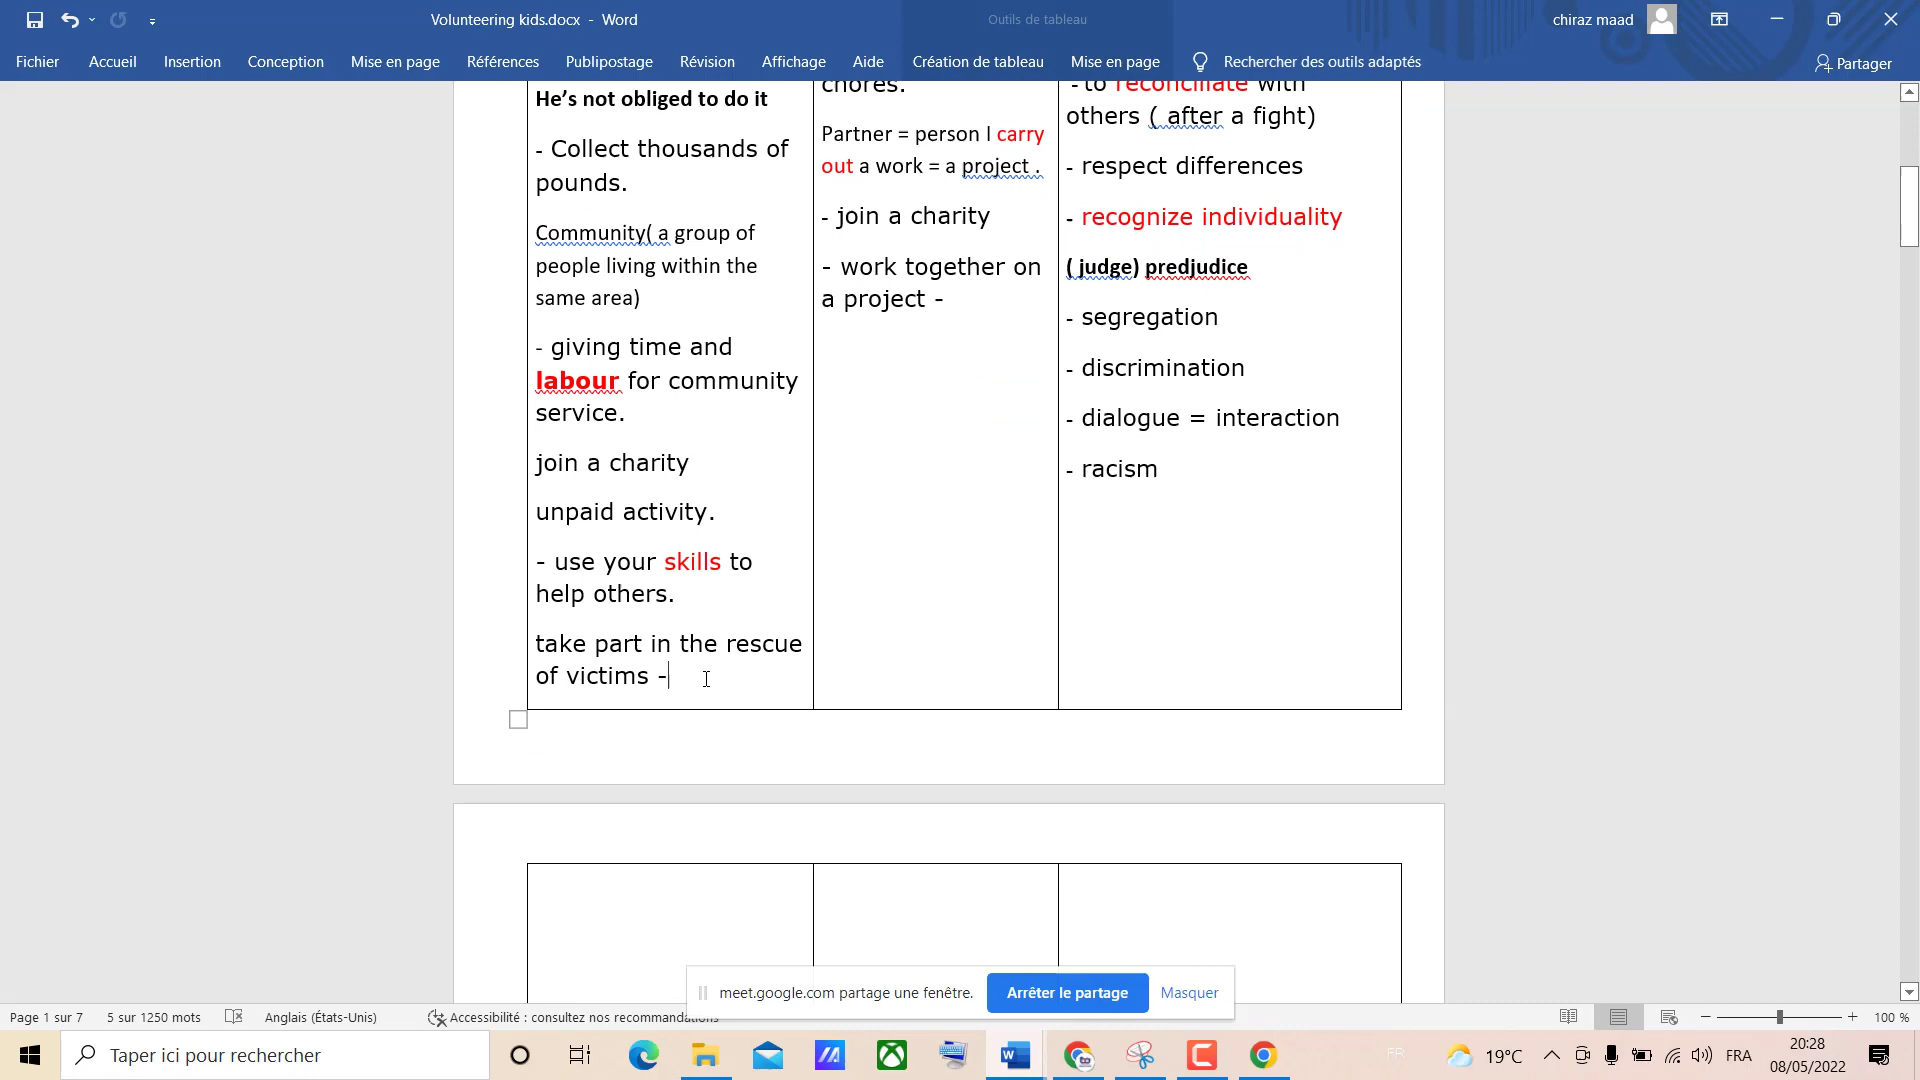 Volunteering kids.docx - Word
Outils de tableau
chiraz maad
Fichier
Accueil
Insertion
Conception
Mise en page
Références
Publipostage
Révision
Affichage
Aide
Création de tableau
Mise en page
Rechercher des outils adaptés
Partager
He's not obliged to do it
- Collect thousands of
pounds.
Community( a group of
people living within the
same area)
- giving time and
labour for community
service.
join a charity
unpaid activity.
- use your skills to
help others.
take part in the rescue
of victims -
chores.
Partner = person I carry
out a work = a project .
- join a charity
- work together on
a project -
- to reconciliate with
others ( after a fight)
- respect differences
- recognize individuality
( judge) predjudice
- segregation
- discrimination
- dialogue = interaction
- racism
meet.google.com partage une fenêtre.
Arrêter le partage
Masquer
Page 1 sur 7
5 sur 1250 mots
Anglais (États-Unis)
Accessibilité : consultez nos recommandations
100 %
Taper ici pour rechercher
FR
19°C
FRA
20:28
08/05/2022